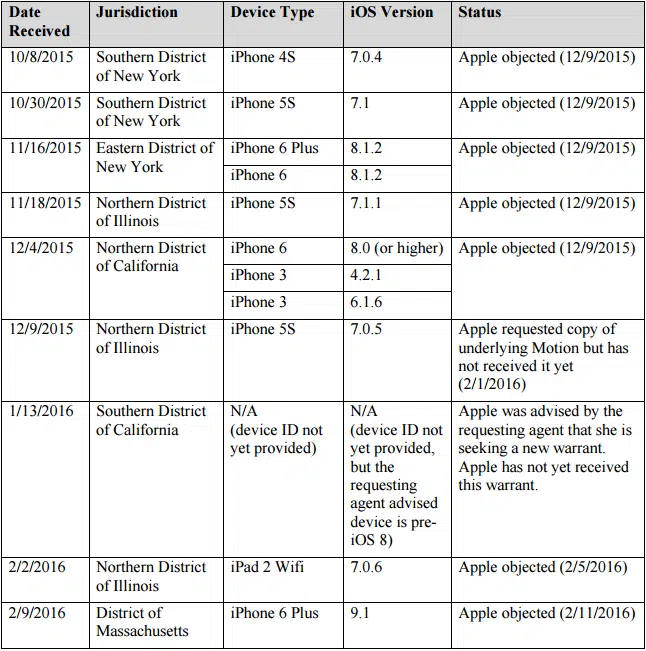 Date Received Jurisdiction Device Type iOS Version Status
10/8/2015 Southern District of New York iPhone 4S 7.0.4 Apple objected (12/9/2015)
10/30/2015 Southern District of New York iPhone 5S 7.1 Apple objected (12/9/2015)
11/16/2015 Eastern District of New York iPhone 6 Plus 8.1.2 Apple objected (12/9/2015)
iPhone 6 8.1.2
11/18/2015 Northern District of Illinois iPhone 5S 7.1.1 Apple objected (12/9/2015)
12/4/2015 Northern District of California iPhone 6 8.0 (or higher) Apple objected (12/9/2015)
iPhone 3 4.2.1
iPhone 3 6.1.6
12/9/2015 Northern District of Illinois iPhone 5S 7.0.5 Apple requested copy of underlying Motion but has not received it yet (2/1/2016)
1/13/2016 Southern District of California N/A (device ID not yet provided) N/A (device ID not yet provided, but the requesting agent advised device is pre-iOS 8) Apple was advised by the requesting agent that she is seeking a new warrant. Apple has not yet received this warrant.
2/2/2016 Northern District of Illinois iPad 2 Wifi 7.0.6 Apple objected (2/5/2016)
2/9/2016 District of Massachusetts iPhone 6 Plus 9.1 Apple objected (2/11/2016)